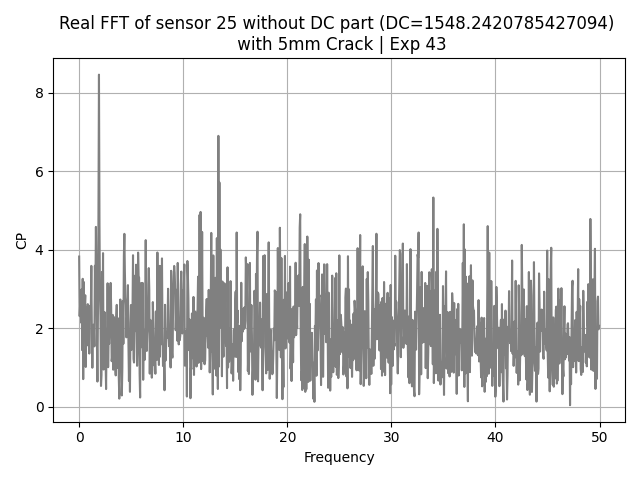 Real FFT of sensor 25 without DC part (DC=1548.2420785427094)
with 5mm Crack | Exp 43
8
6
4
2
0
CP
0 10 20 30 40 50
Frequency